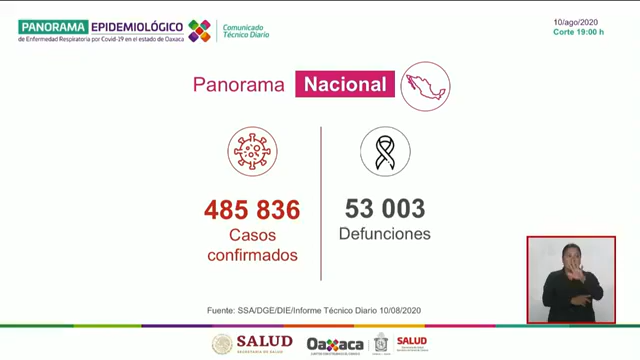 PANORAMA EPIDEMIOLÓGICO
de Enfermedad Respiratoria por Covid-19 en el estado de Oaxaca
Comunicado
Técnico Diario
10/ago/2020
Corte 19:00 h
Panorama Nacional
485 836
Casos
confirmados
53 003
Defunciones
Fuente: SSA/DGE/DIE/Informe Técnico Diario 10/08/2020
SALUD
SECRETARÍA DE SALUD
Oaxaca
SALUD